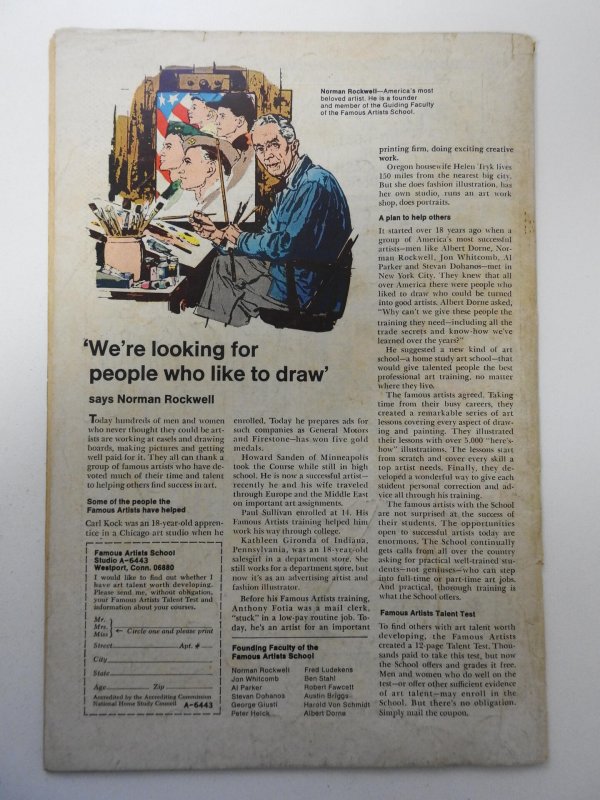 Norman Rockwell—America's most
beloved artist. He is a founder
and member of the Guiding Faculty
of the Famous Artists School.
'We're looking for
people who like to draw'
says Norman Rockwell
Today hundreds of men and women
who never thought they could be art-
ists are working at easels and drawing
boards, making pictures and getting
well paid for it. They all can thank a
group of famous artists who have de-
voted much of their time and talent
to helping others find success in art.
Some of the people the
Famous Artists have helped
Carl Kock was an 18-year-old appren-
tice in a Chicago art studio when he
enrolled. Today he prepares ads for
such companies as General Motors
and Firestone—has won five gold
medals.
Howard Sanden of Minneapolis
took the Course while still in high
school. He is now a successful artist—
recently he and his wife traveled
through Europe and the Middle East
on important art assignments.
Paul Sullivan enrolled at 14. His
Famous Artists training helped him
work his way through college.
Kathleen Gironda of Indiana,
Pennsylvania, was an 18-year-old
salesgirl in a department store. She
still works for a department store, but
now it's as an advertising artist and
fashion illustrator.
Before his Famous Artists training,
Anthony Fotia was a mail clerk,
"stuck" in a low-pay routine job. To-
day, he's an artist for an important
printing firm, doing exciting creative
work.
Oregon housewife Helen Tryk lives
150 miles from the nearest big city.
But she does fashion illustration, has
her own studio, runs an art work
shop, does portraits.
A plan to help others
It started over 18 years ago when a
group of America's most successful
artists—men like Albert Dorne, Nor-
man Rockwell, Jon Whitcomb, Al
Parker and Stevan Dohanos—met in
New York City. They knew that all
over America there were people who
liked to draw who could be turned
into good artists. Albert Dorne asked,
"Why can't we give these people the
training they need—including all the
trade secrets and know-how we've
learned over the years?"
He suggested a new kind of art
school—a home study art school—that
would give talented people the best
professional art training, no matter
where they live.
The famous artists agreed. Taking
time from their busy careers, they
created a remarkable series of art
lessons covering every aspect of draw-
ing and painting. They illustrated
their lessons with over 5,000 "here's-
how" illustrations. The lessons start
from scratch and cover every skill a
top artist needs. Finally, they de-
veloped a wonderful way to give each
student personal correction and ad-
vice all through his training.
The famous artists with the School
are not surprised at the success of
their students. The opportunities
open to successful artists today are
enormous. The School continually
gets calls from all over the country
asking for practical well-trained stu-
dents—not geniuses—who can step
into full-time or part-time art jobs.
And practical, thorough training is
what the School offers.
Famous Artists Talent Test
To find others with art talent worth
developing, the Famous Artists
created a 12-page Talent Test. Thou-
sands paid to take this test, but now
the School offers and grades it free.
Men and women who do well on the
test—or offer other sufficient evidence
of art talent—may enroll in the
School. But there's no obligation.
Simply mail the coupon.
Famous Artists School
Studio A-6443
Westport, Conn. 06880
I would like to find out whether I
have art talent worth developing.
Please send me, without obligation,
your Famous Artists Talent Test and
information about your courses.
Mr.
Mrs.
Miss ← Circle one and please print
Street Apt. #
City
State
Age Zip
Accredited by the Accrediting Commission
National Home Study Council A-6443
Founding Faculty of the
Famous Artists School
Norman Rockwell
Jon Whitcomb
Al Parker
Stevan Dohanos
George Giusti
Peter Helck
Fred Ludekens
Ben Stahl
Robert Fawcett
Austin Briggs
Harold Von Schmidt
Albert Dorne